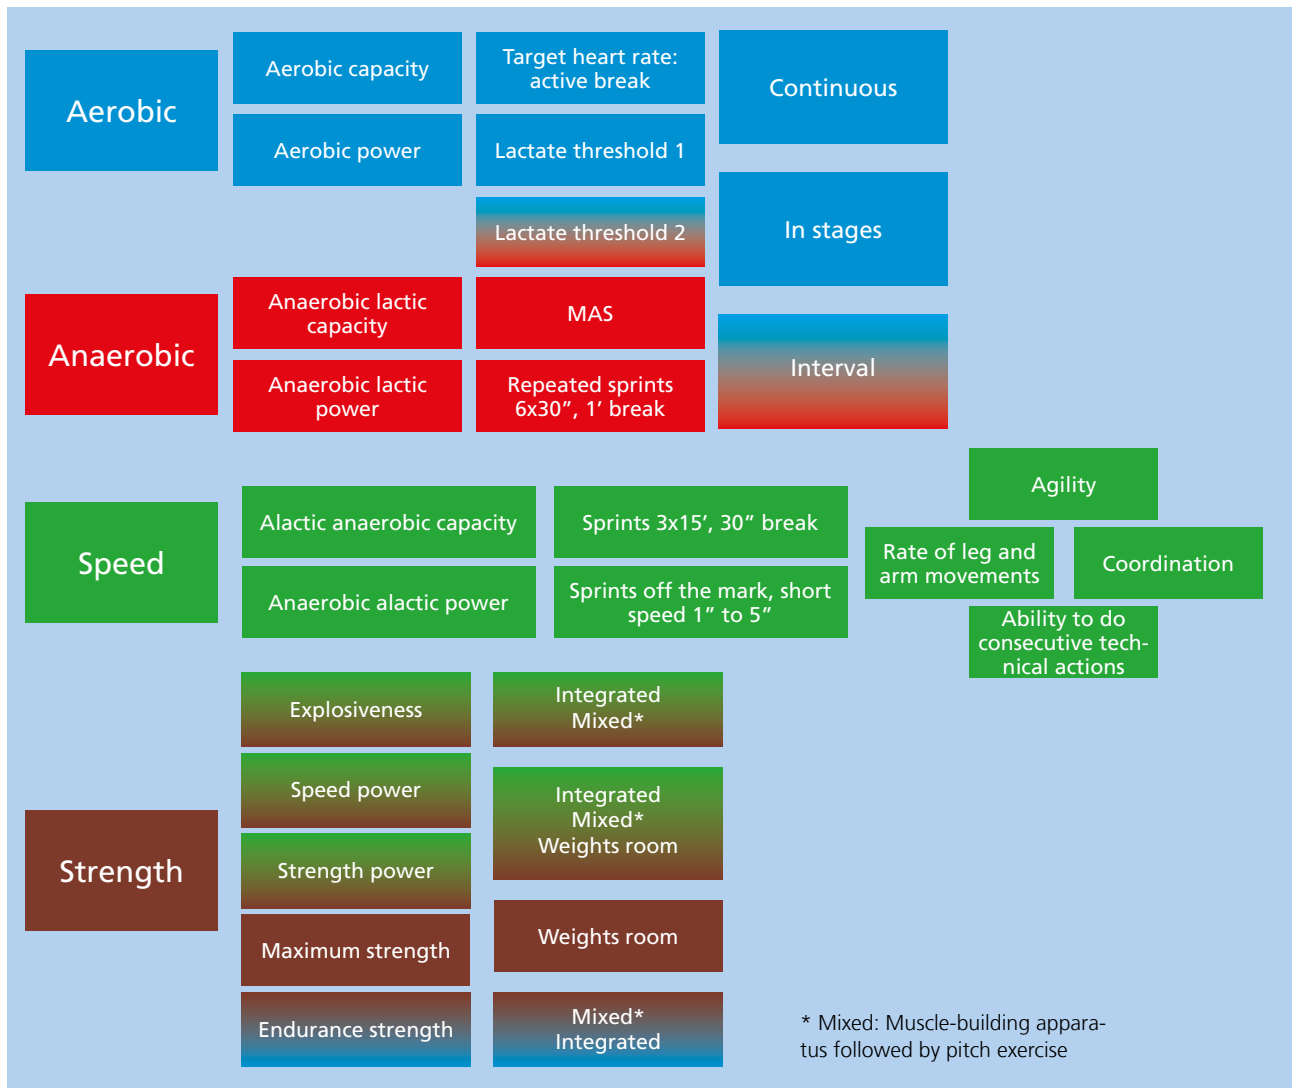 Aerobic
Aerobic capacity
Target heart rate:
active break
Continuous
Aerobic power
Lactate threshold 1
In stages
Lactate threshold 2
Anaerobic
Anaerobic lactic
capacity
MAS
Interval
Anaerobic lactic
power
Repeated sprints
6x30”, 1’ break
Speed
Alactic anaerobic capacity
Sprints 3x15’, 30” break
Anaerobic alactic power
Sprints off the mark, short
speed 1” to 5”
Agility
Rate of leg and
arm movements
Coordination
Ability to do
consecutive tech-
nical actions
Strength
Explosiveness
Integrated
Mixed*
Speed power
Integrated
Mixed*
Weights room
Strength power
Maximum strength
Weights room
Endurance strength
Mixed*
Integrated
* Mixed: Muscle-building appara-
tus followed by pitch exercise